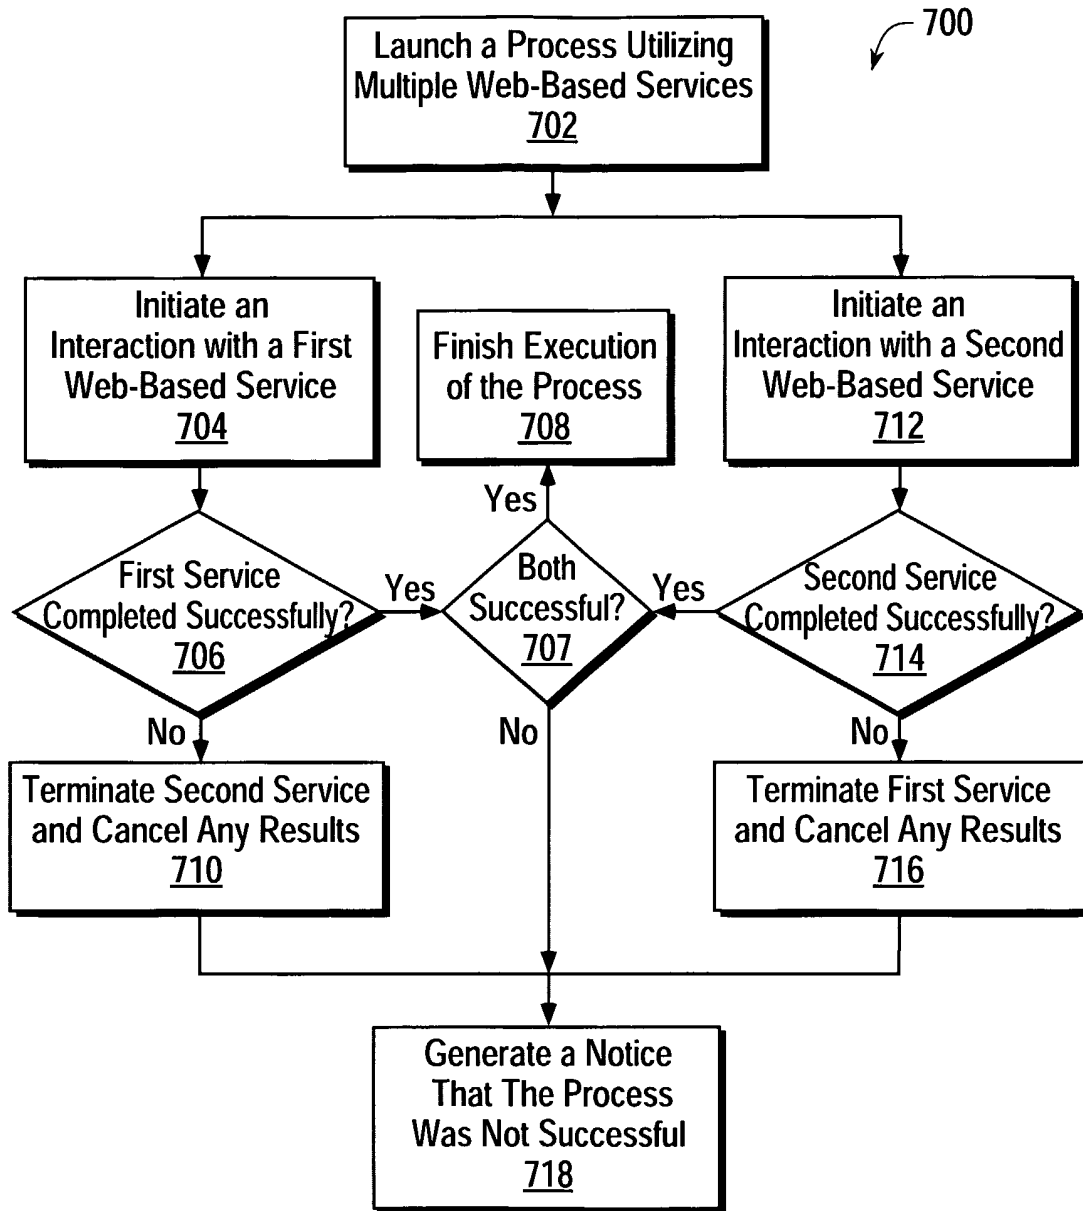 700
Launch a Process Utilizing
Multiple Web-Based Services
702
Initiate an
Interaction with a First
Web-Based Service
704
Finish Execution
of the Process
708
Initiate an
Interaction with a Second
Web-Based Service
712
Yes
First Service
Completed Successfully?
706
Yes
Both
Successful?
707
Yes
Second Service
Completed Successfully?
714
No
No
No
Terminate Second Service
and Cancel Any Results
710
Terminate First Service
and Cancel Any Results
716
Generate a Notice
That The Process
Was Not Successful
718